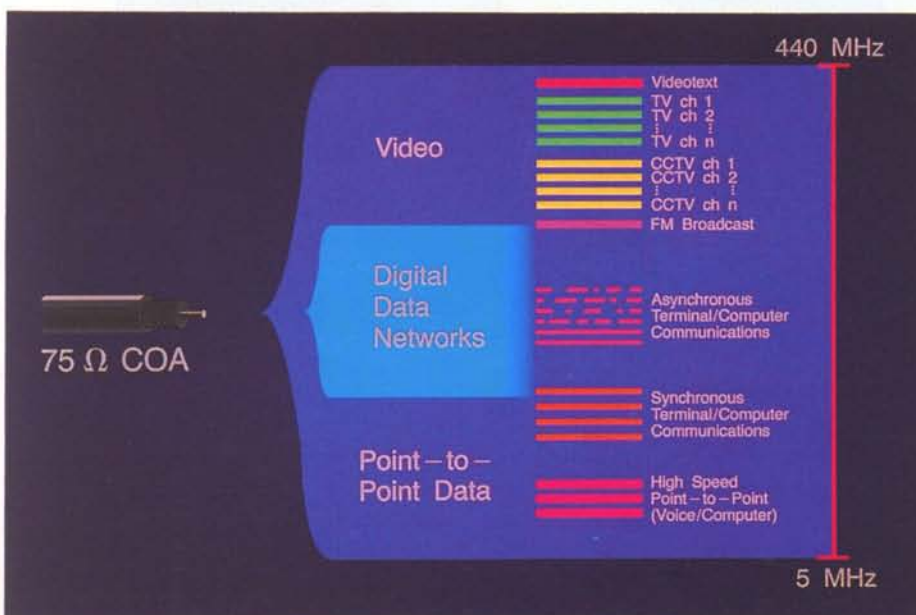 440 MHz
Videotext
TV ch 1
TV ch 2
⋮ ⋮
TV ch n
Video
CCTV ch 1
CCTV ch 2
⋮ ⋮
CCTV ch n
FM Broadcast
Digital
Data
Networks
Asynchronous
Terminal/Computer
Communications
75 Ω COA
Synchronous
Terminal/Computer
Communications
Point-to-
Point Data
High Speed
Point-to-Point
(Voice/Computer)
5 MHz